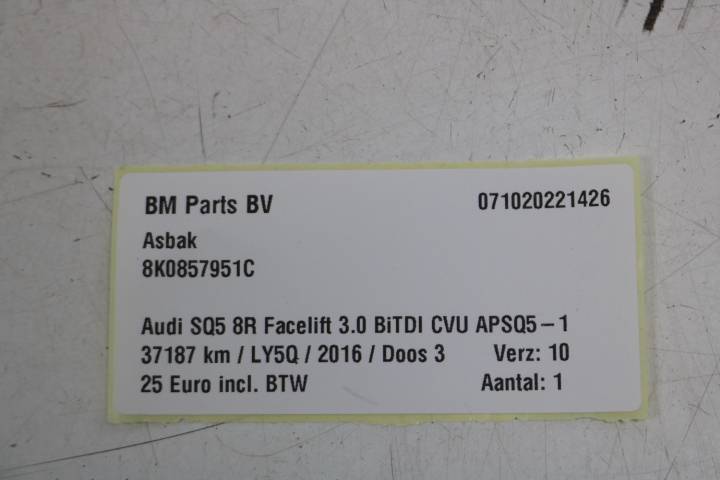 BM Parts BV 071020221426
Asbak
8K0857951C
Audi SQ5 8R Facelift 3.0 BiTDI CVU APSQ5-1
37187 km / LY5Q / 2016 / Doos 3 Verz: 10
25 Euro incl. BTW Aantal: 1